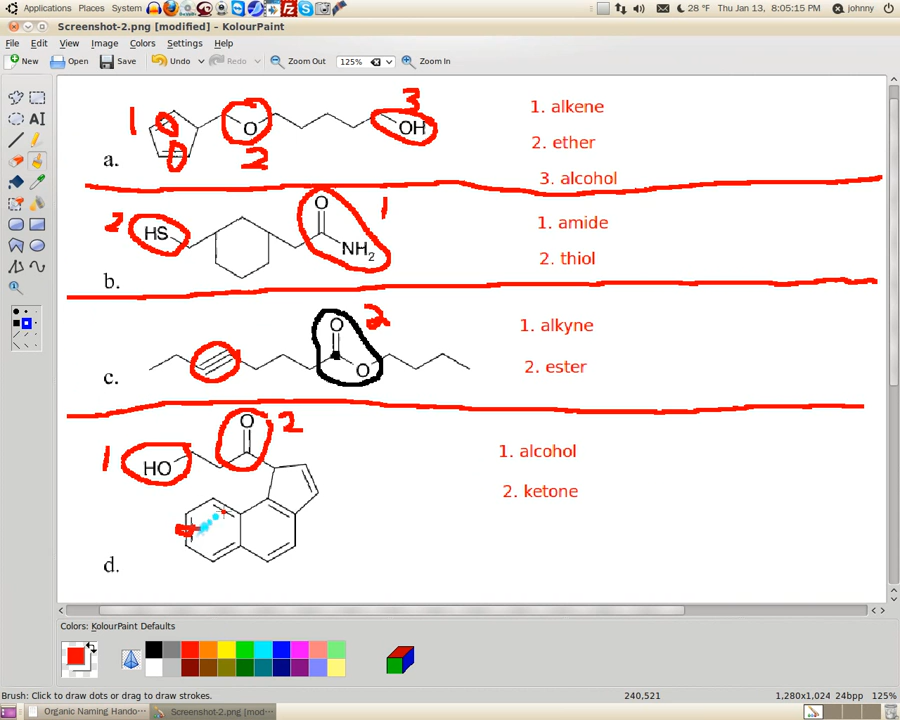 Applications Places System 28 °F Thu Jan 13, 8:05:15 PM johnny
Screenshot-2.png [modified] – KolourPaint
File Edit View Image Colors Settings Help
New Open Save Undo Redo Zoom Out 125% Zoom In
1 3 1. alkene
O OH
2 2. ether
a. 3. alcohol
2 HS O 1 1. amide
NH2 2. thiol
b.
O 2 1. alkyne
c. O 2. ester
O 2 1. alcohol
1 HO 2. ketone
d.
Colors: KolourPaint Defaults
Brush: Click to draw dots or drag to draw strokes. 240,521 1,280x1,024 24bpp 125%
Organic Naming Hando··· Screenshot-2.png [mod···